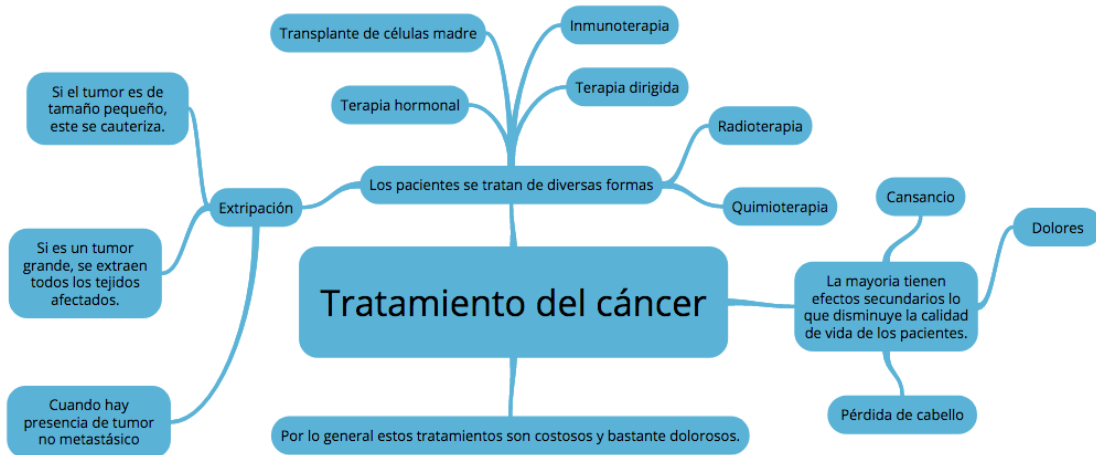 Transplante de células madre
Inmunoterapia
Terapia hormonal
Terapia dirigida
Si el tumor es de
tamaño pequeño,
este se cauteriza.
Radioterapia
Los pacientes se tratan de diversas formas
Quimioterapia
Extripación
Cansancio
Dolores
Si es un tumor
grande, se extraen
todos los tejidos
afectados.
Tratamiento del cáncer
La mayoria tienen
efectos secundarios lo
que disminuye la calidad
de vida de los pacientes.
Cuando hay
presencia de tumor
no metastásico
Pérdida de cabello
Por lo general estos tratamientos son costosos y bastante dolorosos.